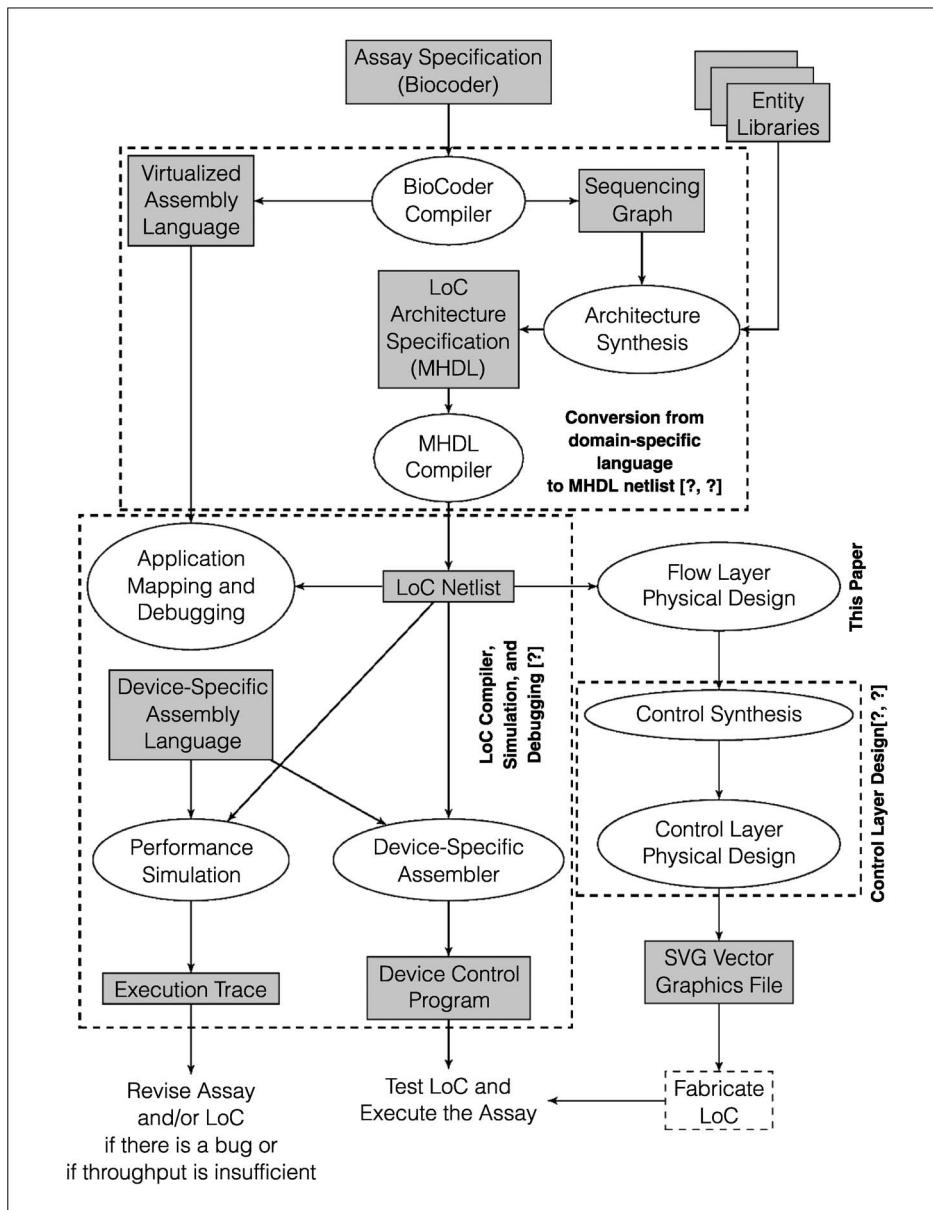 Assay Specification
(Biocoder)
Entity
Libraries
Virtualized
Assembly
Language
BioCoder
Compiler
Sequencing
Graph
LoC
Architecture
Specification
(MHDL)
Architecture
Synthesis
MHDL
Compiler
Conversion from
domain-specific
language
to MHDL netlist [?, ?]
Application
Mapping and
Debugging
LoC Netlist
Flow Layer
Physical Design
This Paper
Device-Specific
Assembly
Language
LoC Compiler,
Simulation, and
Debugging [?]
Control Synthesis
Control Layer
Physical Design
Control Layer Design[?, ?]
Performance
Simulation
Device-Specific
Assembler
Execution Trace
Device Control
Program
SVG Vector
Graphics File
Revise Assay
and/or LoC
if there is a bug or
if throughput is insufficient
Test LoC and
Execute the Assay
Fabricate
LoC